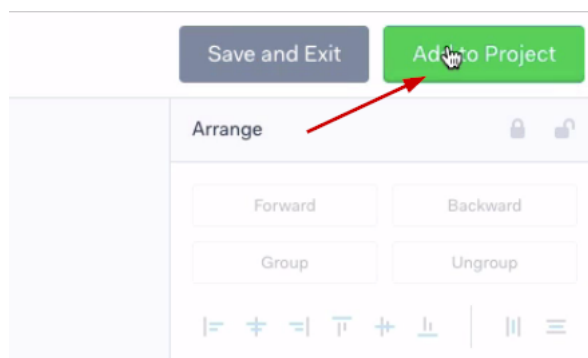 Save and Exit
Add to Project
Arrange
Forward
Backward
Group
Ungroup